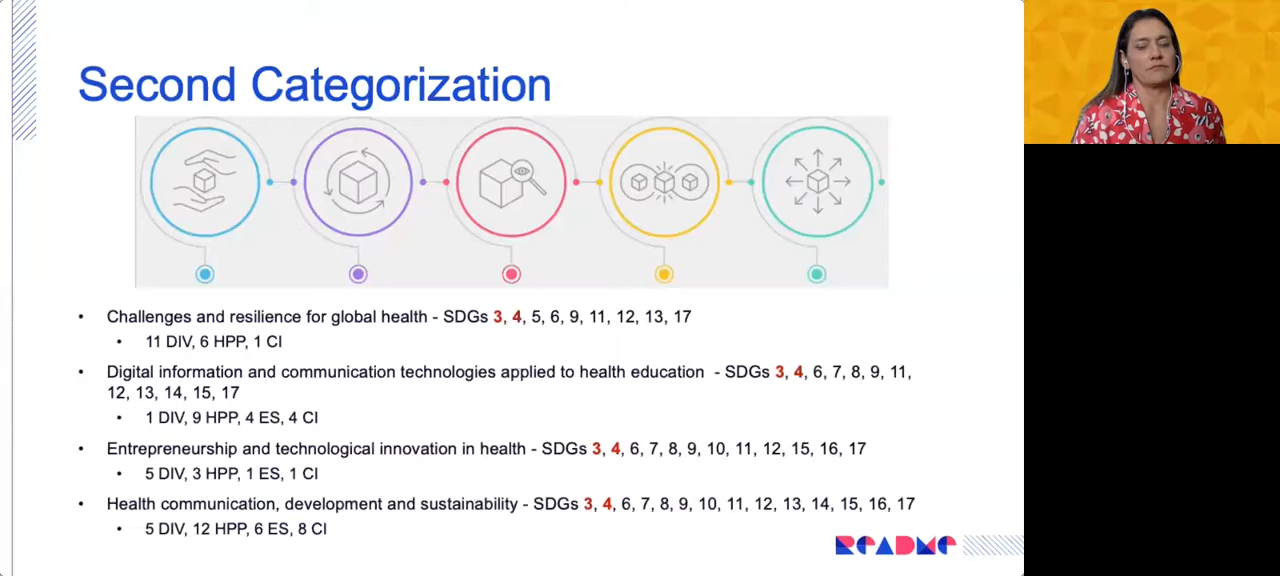 Second Categorization
• Challenges and resilience for global health - SDGs 3, 4, 5, 6, 9, 11, 12, 13, 17
• 11 DIV, 6 HPP, 1 CI
• Digital information and communication technologies applied to health education - SDGs 3, 4, 6, 7, 8, 9, 11,
12, 13, 14, 15, 17
• 1 DIV, 9 HPP, 4 ES, 4 CI
• Entrepreneurship and technological innovation in health - SDGs 3, 4, 6, 7, 8, 9, 10, 11, 12, 15, 16, 17
• 5 DIV, 3 HPP, 1 ES, 1 CI
• Health communication, development and sustainability - SDGs 3, 4, 6, 7, 8, 9, 10, 11, 12, 13, 14, 15, 16, 17
• 5 DIV, 12 HPP, 6 ES, 8 CI
README